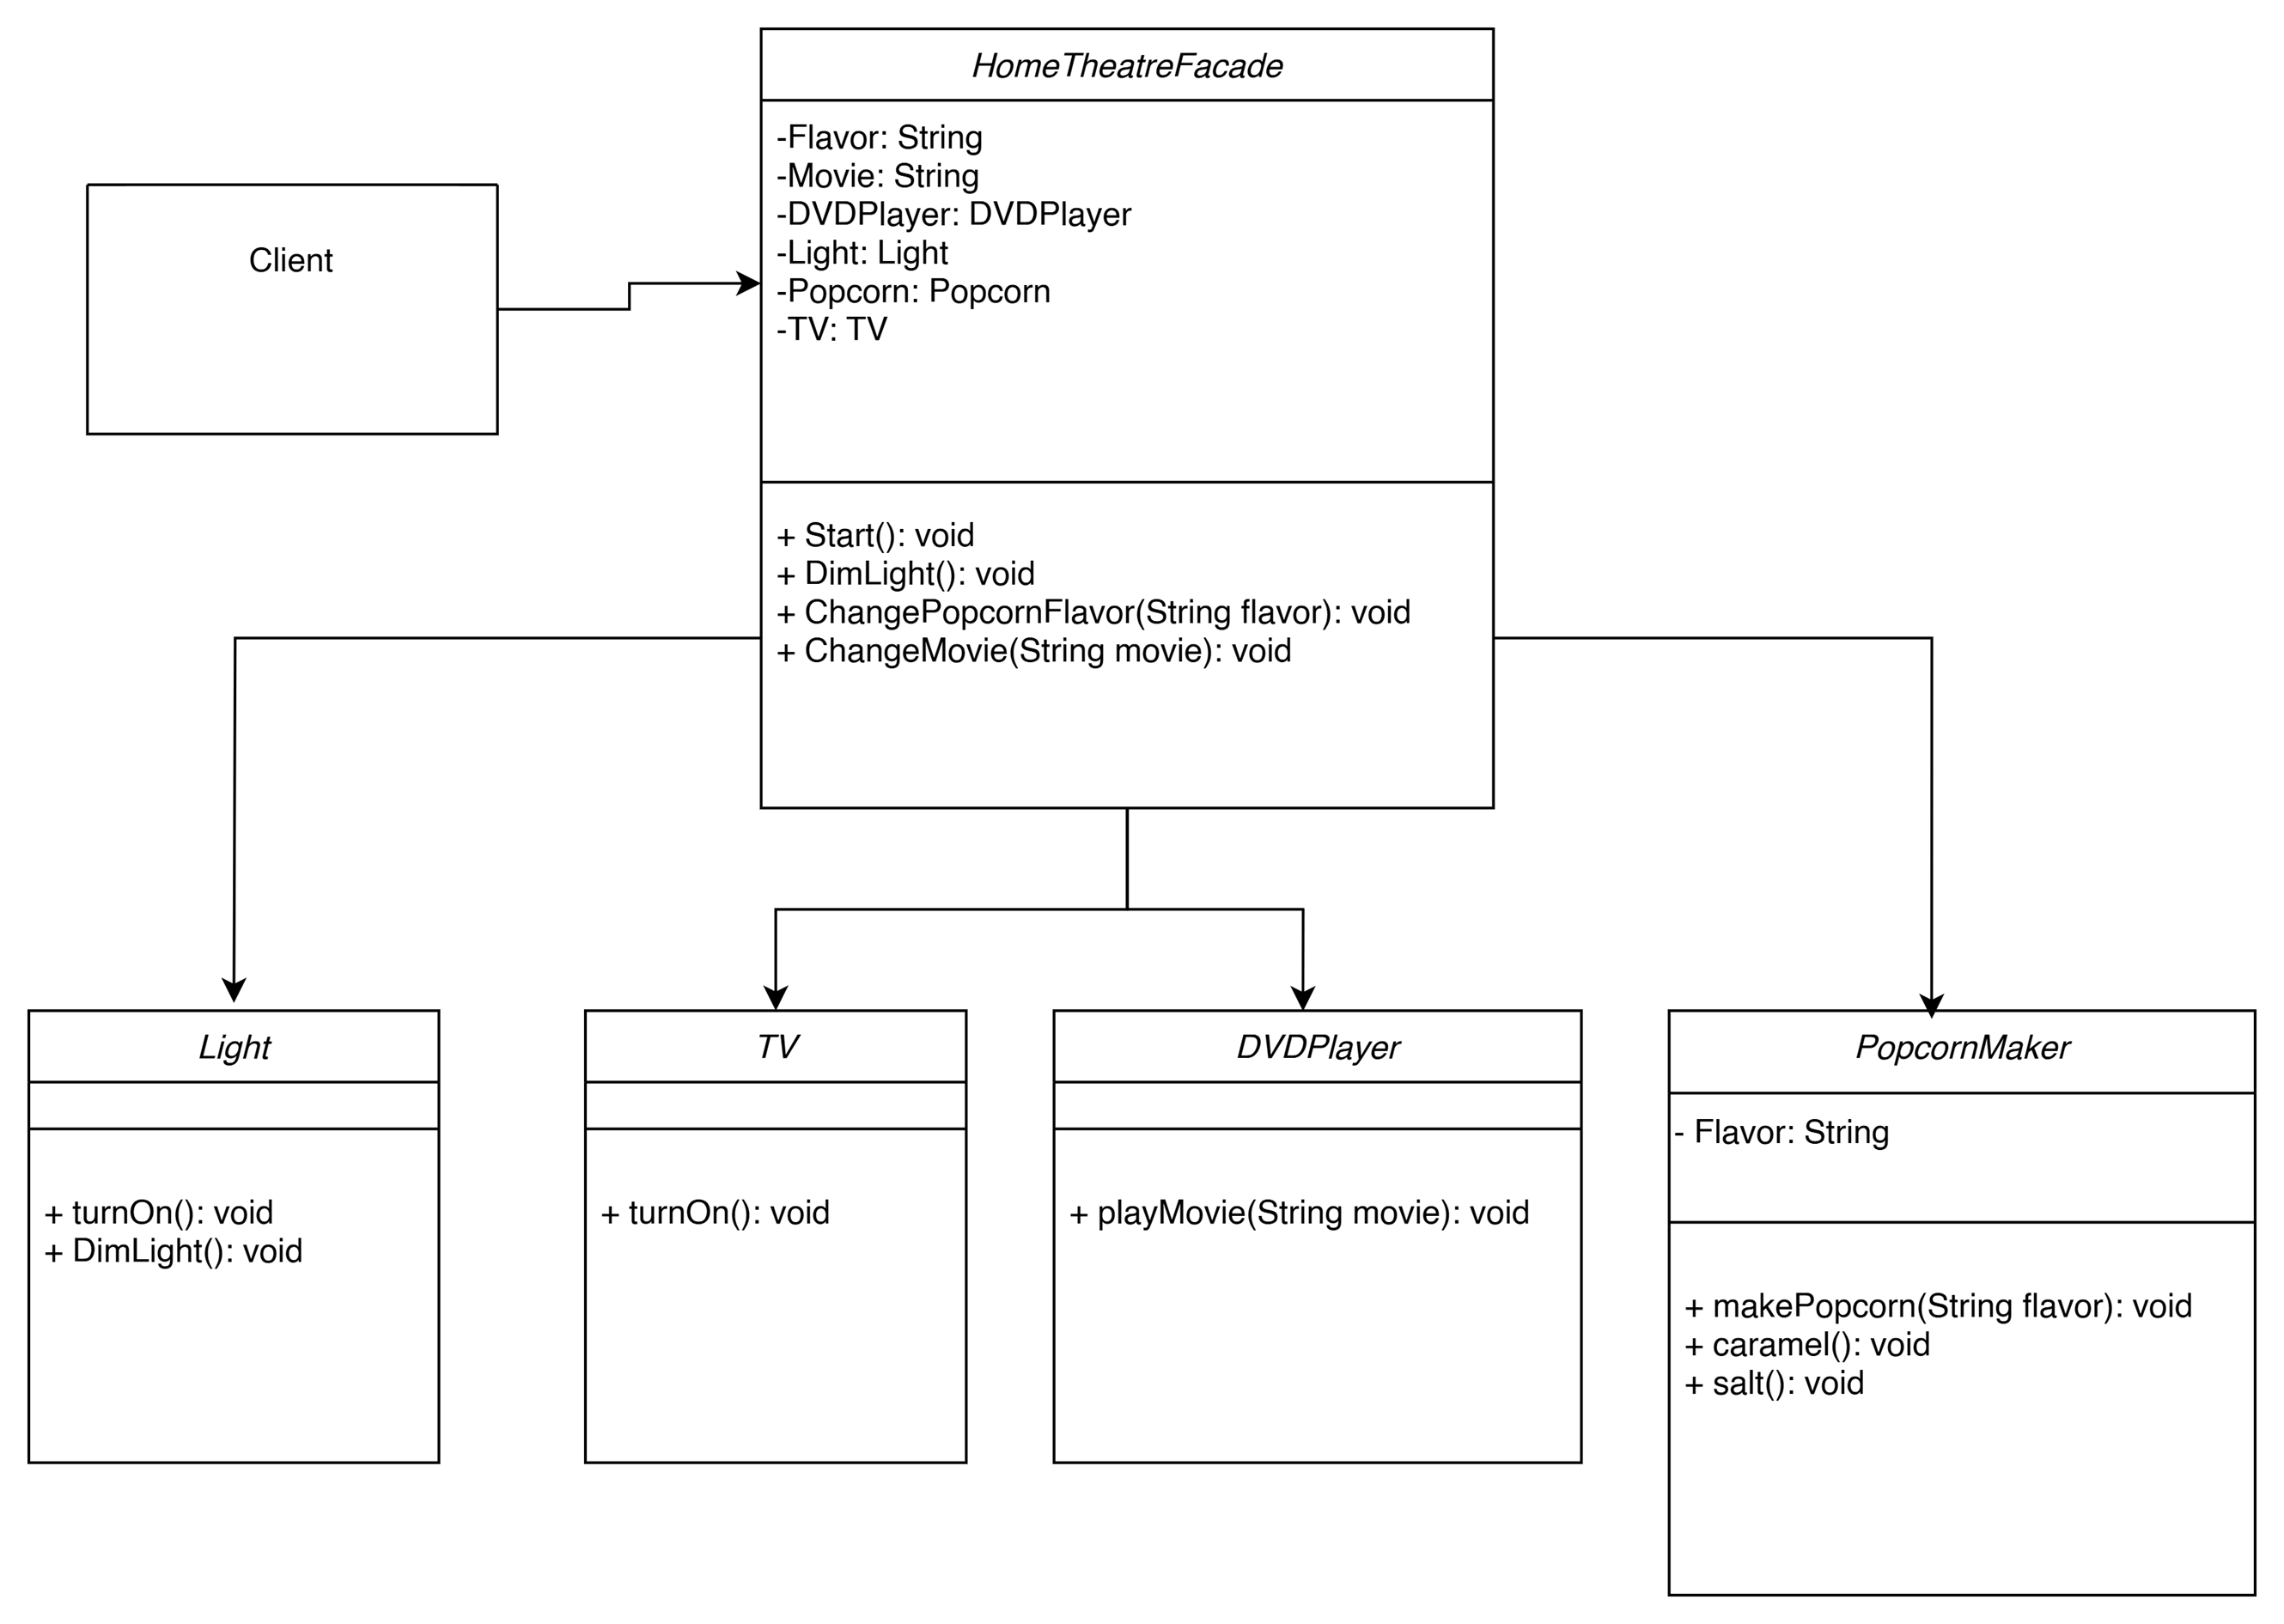 HomeTheatreFacade
-Flavor: String
-Movie: String
-DVDPlayer: DVDPlayer
-Light: Light
-Popcorn: Popcorn
-TV: TV
Client
+ Start(): void
+ DimLight(): void
+ ChangePopcornFlavor(String flavor): void
+ ChangeMovie(String movie): void
Light
+ turnOn(): void
+ DimLight(): void
TV
+ turnOn(): void
DVDPlayer
+ playMovie(String movie): void
PopcornMaker
- Flavor: String
+ makePopcorn(String flavor): void
+ caramel(): void
+ salt(): void